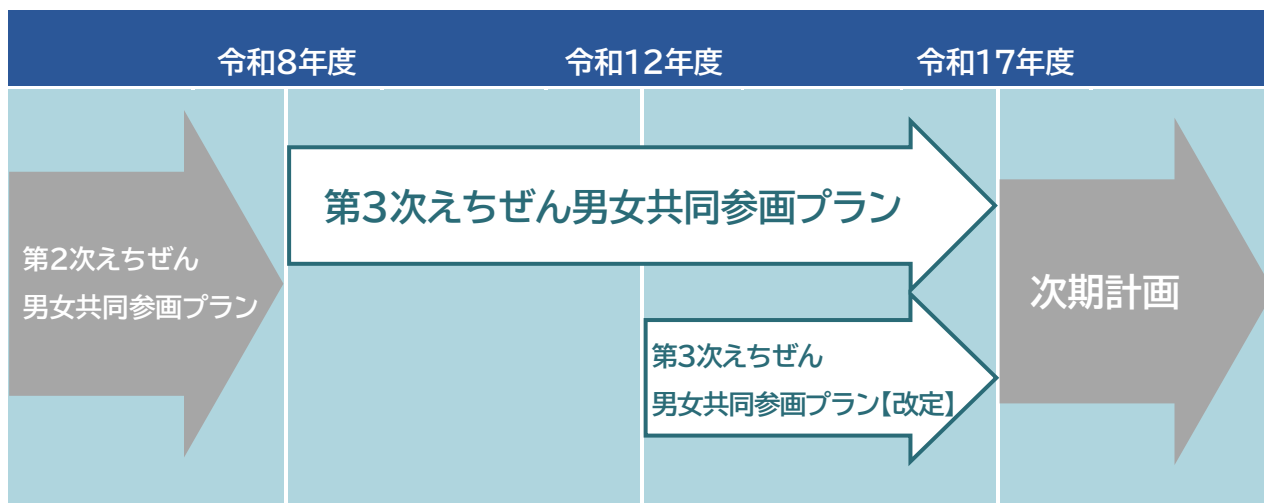 令和8年度
令和12年度
令和17年度
第3次えちぜん男女共同参画プラン
第2次えちぜん
男女共同参画プラン
次期計画
第3次えちぜん
男女共同参画プラン【改定】